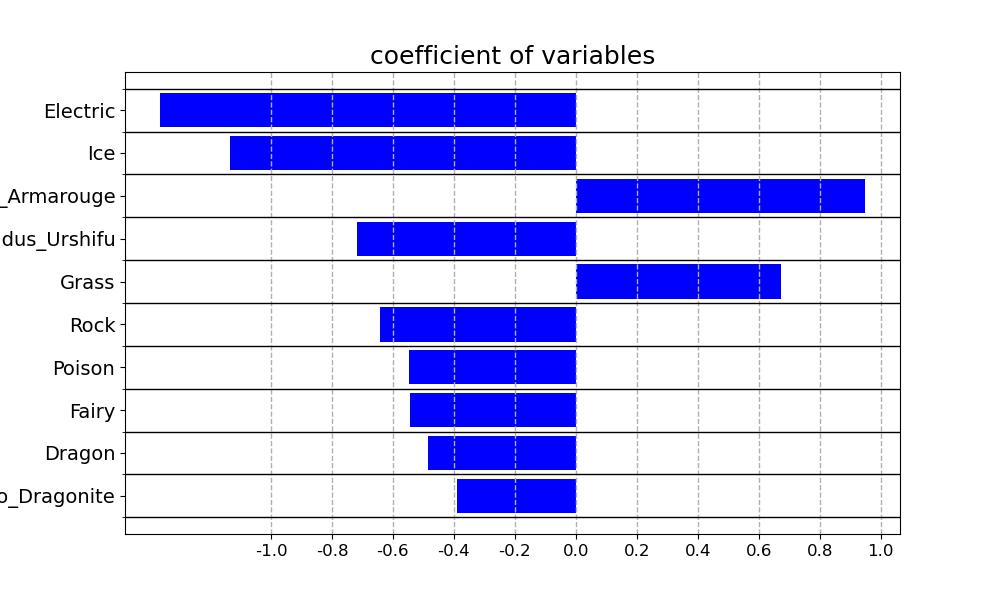 coefficient of variables
Electric
Ice
_Armarouge
dus_Urshifu
Grass
Rock
Poison
Fairy
Dragon
o_Dragonite
-1.0 -0.8 -0.6 -0.4 -0.2 0.0 0.2 0.4 0.6 0.8 1.0